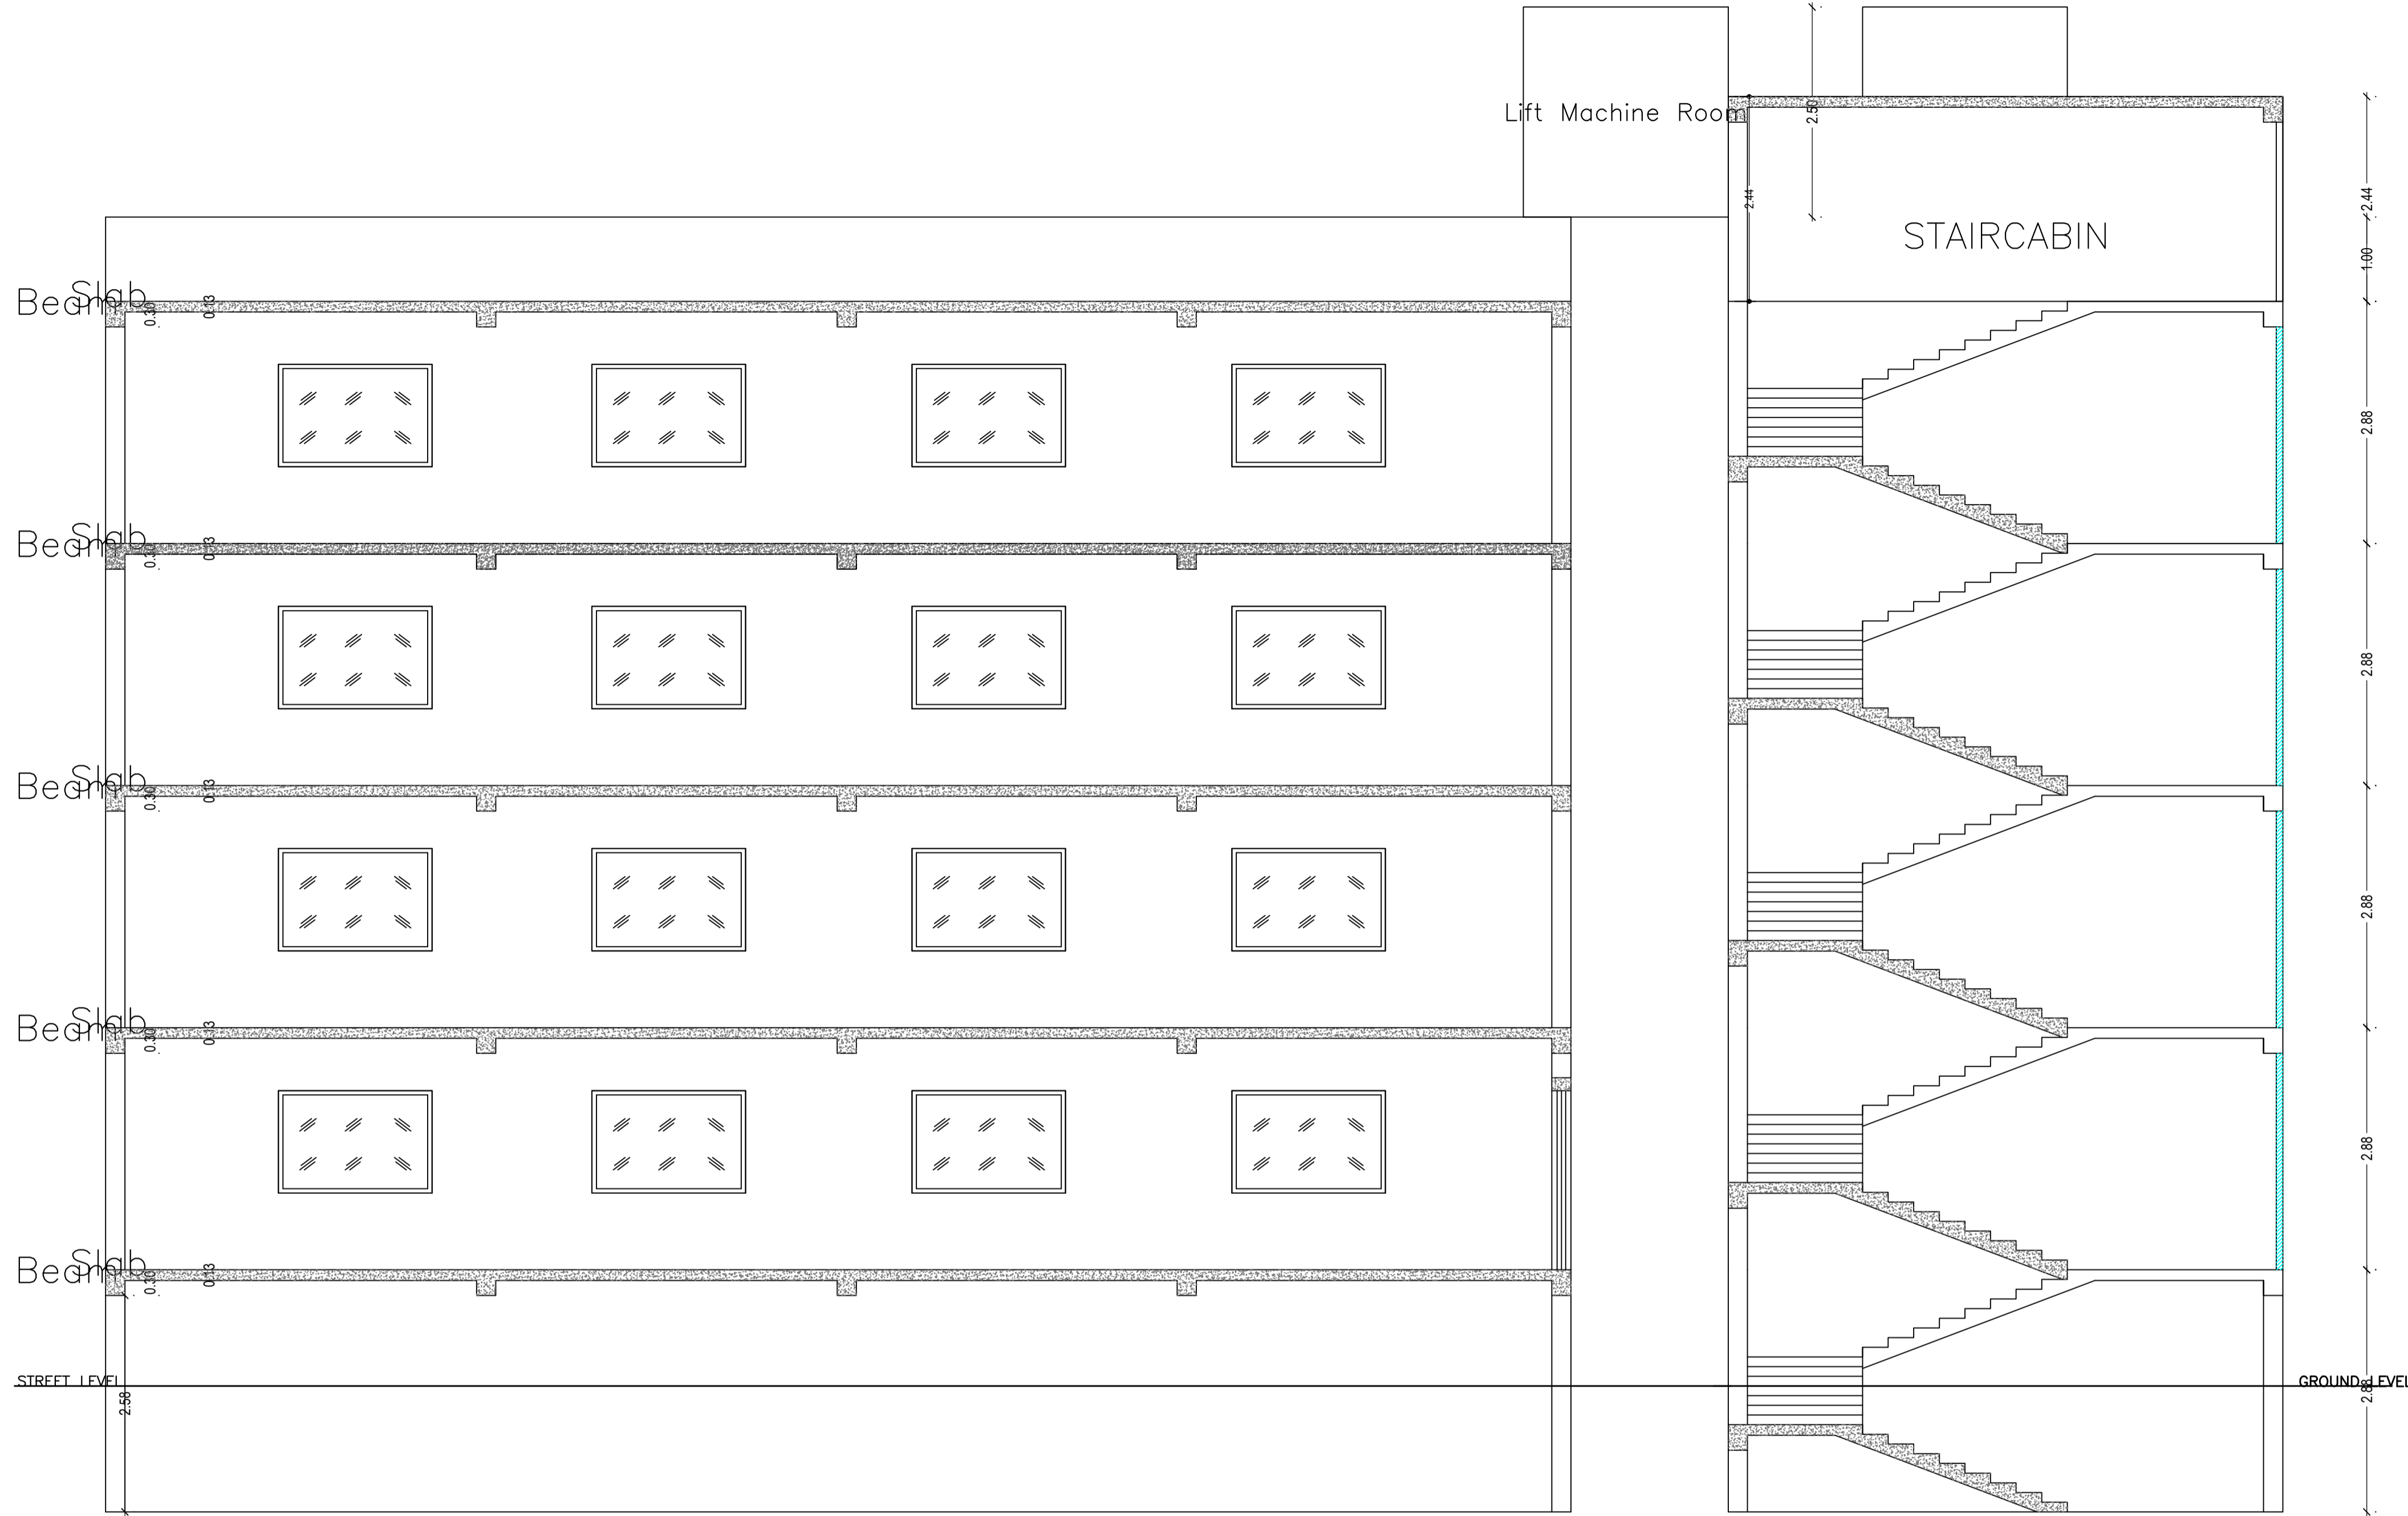 Lift Machine Room
2.50
2.44
2.44
STAIRCABIN
1.00
Beam Slab
0.30
0.13
2.88
Beam Slab
0.30
0.13
2.88
Beam Slab
0.30
0.13
2.88
Beam Slab
0.30
0.13
2.88
Beam Slab
0.30
0.13
STREET LEVEL
GROUND LEVEL
2.58
2.88